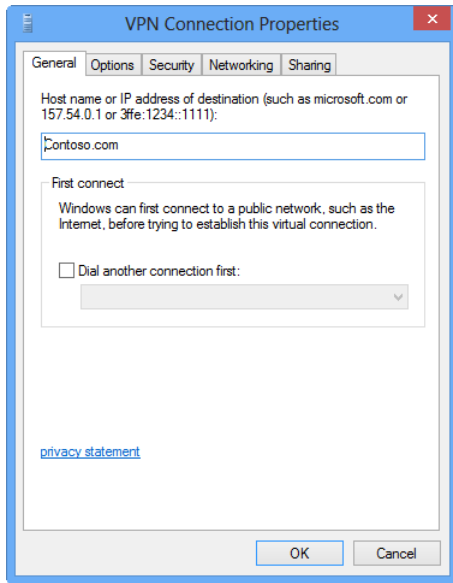 VPN Connection Properties
General Options Security Networking Sharing
Host name or IP address of destination (such as microsoft.com or
157.54.0.1 or 3ffe:1234::1111):
Contoso.com
First connect
Windows can first connect to a public network, such as the
Internet, before trying to establish this virtual connection.
Dial another connection first:
privacy statement
OK Cancel